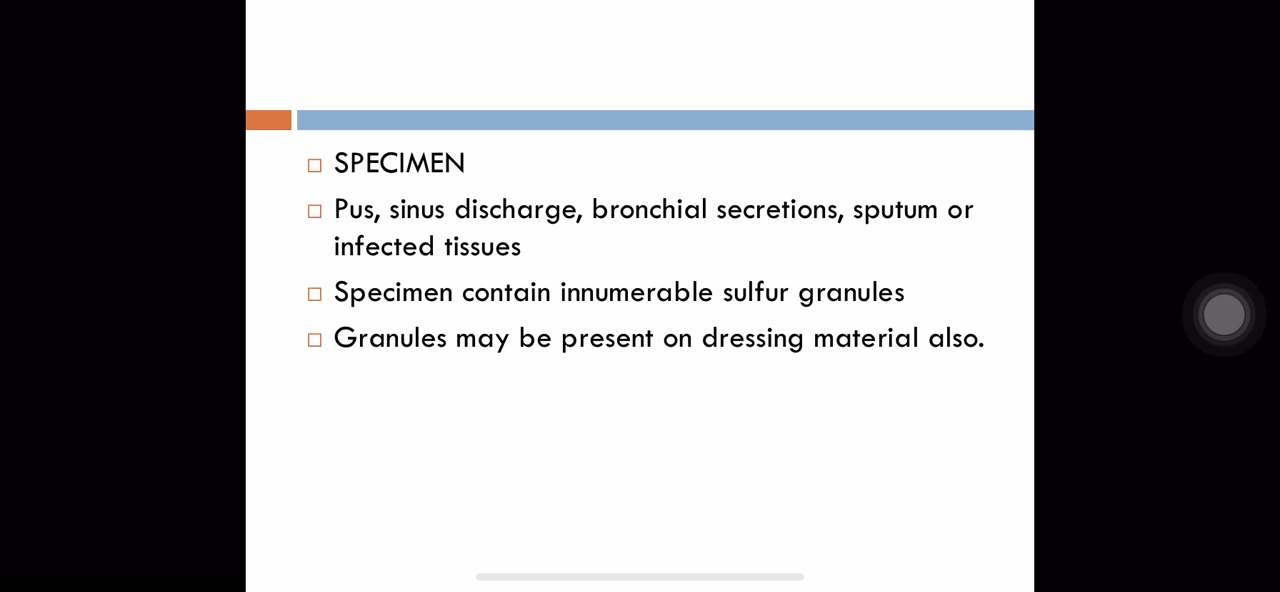 SPECIMEN
Pus, sinus discharge, bronchial secretions, sputum or
infected tissues
Specimen contain innumerable sulfur granules
Granules may be present on dressing material also.